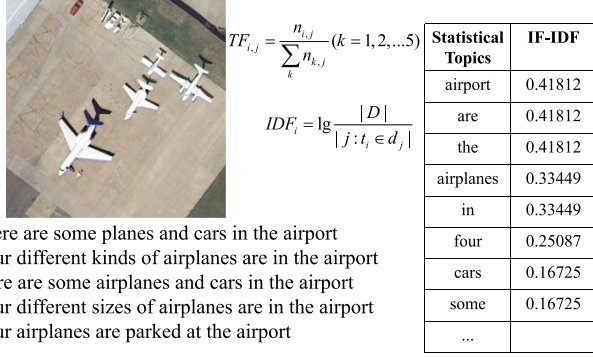 TF_{i,j} = \frac{n_{i,j}}{\sum_k n_{k,j}} (k = 1, 2, ...5)
IDF_i = lg \frac{|D|}{|j : t_i ∈ d_j|}
ere are some planes and cars in the airport
ur different kinds of airplanes are in the airport
re are some airplanes and cars in the airport
ur different sizes of airplanes are in the airport
ur airplanes are parked at the airport
Statistical Topics IF-IDF
airport 0.41812
are 0.41812
the 0.41812
airplanes 0.33449
in 0.33449
four 0.25087
cars 0.16725
some 0.16725
...